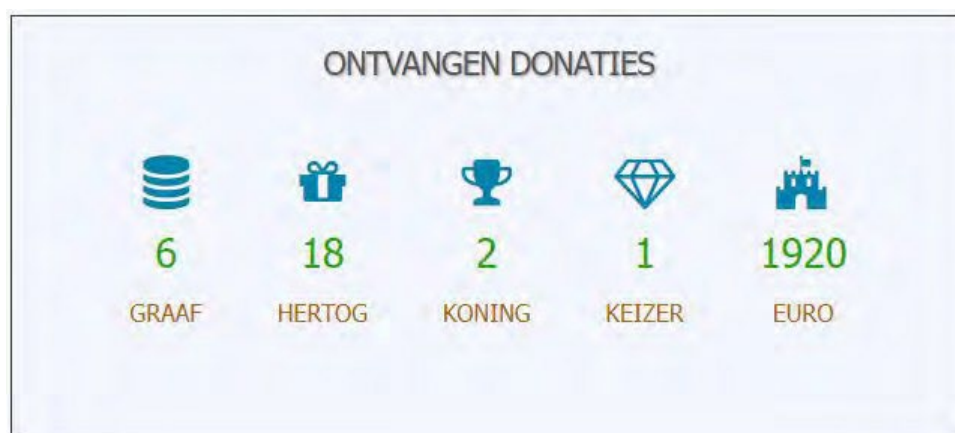 ONTVANGEN DONATIES
6 18 2 1 1920
GRAAF HERTOG KONING KEIZER EURO